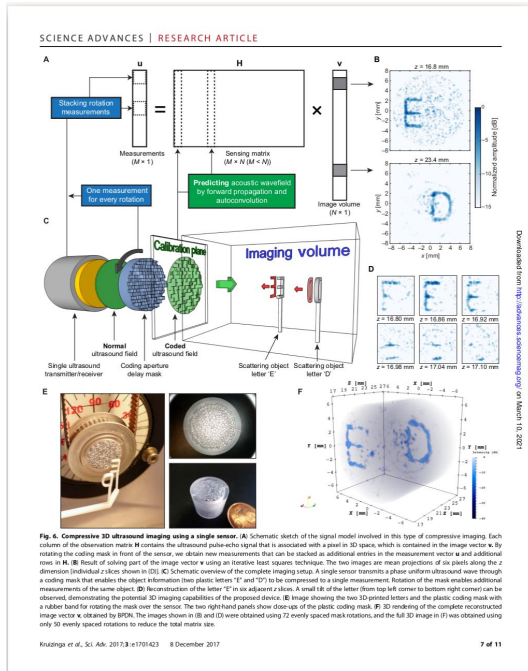 SCIENCE ADVANCES | RESEARCH ARTICLE
A
u
H
v
B
Stacking rotation
measurements
=
×
Measurements
(M × 1)
Sensing matrix
(M × N (M < N))
One measurement
for every rotation
Predicting acoustic wavefield
by forward propagation and
autoconvolution
Image volume
(N × 1)
z = 16.8 mm
y [mm]
z = 23.4 mm
y [mm]
x [mm]
-8 -6 -4 -2 0 2 4 6 8
Normalized amplitude [dB]
0
-5
-10
-15
C
Calibration plane
Imaging volume
Normal
ultrasound field
Coded
ultrasound field
Single ultrasound
transmitter/receiver
Coding aperture
delay mask
Scattering object
letter 'E'
Scattering object
letter 'D'
D
z = 16.80 mm z = 16.86 mm z = 16.92 mm
z = 16.98 mm z = 17.04 mm z = 17.10 mm
E
F
Fig. 6. Compressive 3D ultrasound imaging using a single sensor. (A) Schematic sketch of the signal model involved in this type of compressive imaging. Each
column of the observation matrix H contains the ultrasound pulse-echo signal that is associated with a pixel in 3D space, which is contained in the image vector v. By
rotating the coding mask in front of the sensor, we obtain new measurements that can be stacked as additional entries in the measurement vector u and additional
rows in H. (B) Result of solving part of the image vector v using an iterative least squares technique. The two images are mean projections of six pixels along the z
dimension [individual z slices shown in (D)]. (C) Schematic overview of the complete imaging setup. A single sensor transmits a phase uniform ultrasound wave through
a coding mask that enables the object information (two plastic letters "E" and "D") to be compressed to a single measurement. Rotation of the mask enables additional
measurements of the same object. (D) Reconstruction of the letter "E" in six adjacent z slices. A small tilt of the letter (from top left corner to bottom right corner) can be
observed, demonstrating the potential 3D imaging capabilities of the proposed device. (E) Image showing the two 3D-printed letters and the plastic coding mask with
a rubber band for rotating the mask over the sensor. The two right-hand panels show close-ups of the plastic coding mask. (F) 3D rendering of the complete reconstructed
image vector v, obtained by BPDN. The images shown in (B) and (D) were obtained using 72 evenly spaced mask rotations, and the full 3D image in (F) was obtained using
only 50 evenly spaced rotations to reduce the total matrix size.
Kruizinga et al., Sci. Adv. 2017;3:e1701423 8 December 2017
7 of 11
Downloaded from http://advances.sciencemag.org/ on March 10, 2021